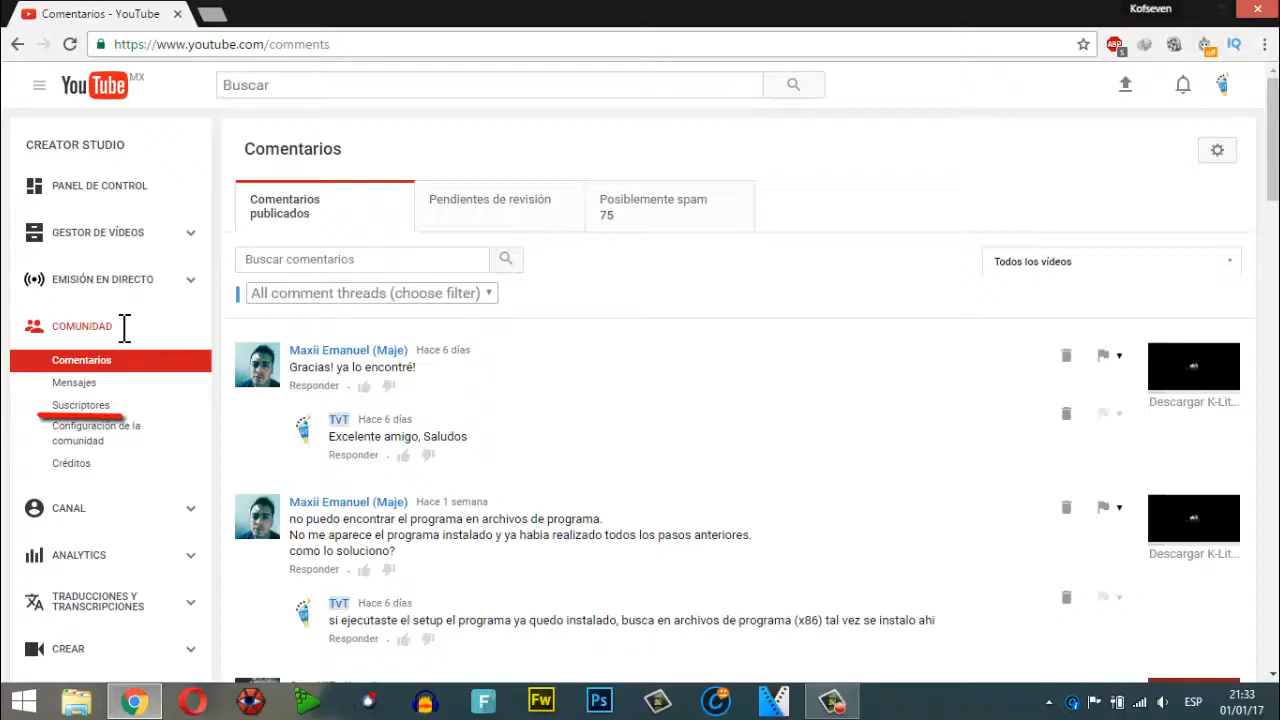 Comentarios - YouTube
Kofseven
https://www.youtube.com/comments
ABP
5
off
IQ
YouTube MX
Buscar
CREATOR STUDIO
PANEL DE CONTROL
GESTOR DE VÍDEOS
EMISIÓN EN DIRECTO
COMUNIDAD
Comentarios
Mensajes
Suscriptores
Configuración de la
comunidad
Créditos
CANAL
ANALYTICS
TRADUCCIONES Y
TRANSCRIPCIONES
CREAR
Comentarios
Comentarios
publicados
Pendientes de revisión
Posiblemente spam
75
Buscar comentarios
Todos los vídeos
All comment threads (choose filter)
Maxii Emanuel (Maje) Hace 6 días
Gracias! ya lo encontré!
Responder
Descargar K-Lit...
TvT Hace 6 días
Excelente amigo, Saludos
Responder
Maxii Emanuel (Maje) Hace 1 semana
no puedo encontrar el programa en archivos de programa.
No me aparece el programa instalado y ya habia realizado todos los pasos anteriores.
como lo soluciono?
Responder
Descargar K-Lit...
TvT Hace 6 días
si ejecutaste el setup el programa ya quedo instalado, busca en archivos de programa (x86) tal vez se instalo ahi
Responder
F
Fw
Ps
ESP
21:33
01/01/17